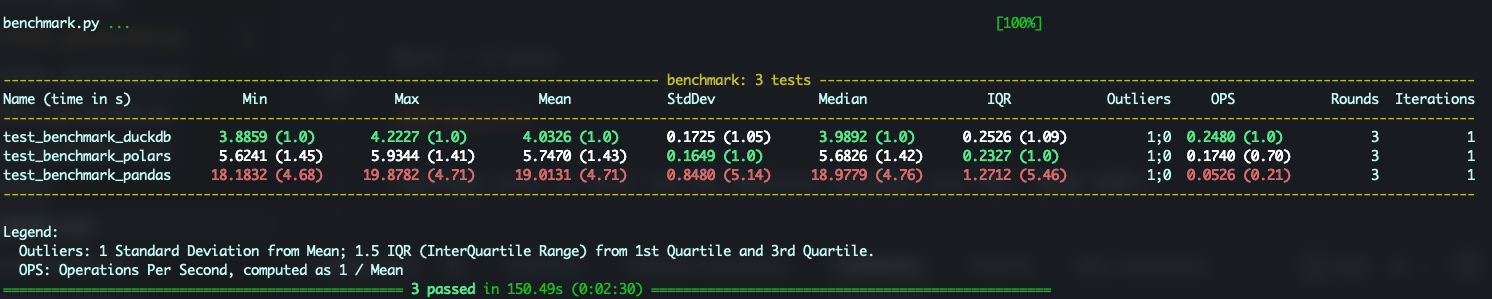 benchmark.py ... [100%]
------------------------------------------------------------------------------------ benchmark: 3 tests ------------------------------------------------------------------------------------
Name (time in s) Min Max Mean StdDev Median IQR Outliers OPS Rounds Iterations
--------------------------------------------------------------------------------------------------------------------------------------------------------------------------------------------
test_benchmark_duckdb 3.8859 (1.0) 4.2227 (1.0) 4.0326 (1.0) 0.1725 (1.05) 3.9892 (1.0) 0.2526 (1.09) 1;0 0.2480 (1.0) 3 1
test_benchmark_polars 5.6241 (1.45) 5.9344 (1.41) 5.7470 (1.43) 0.1649 (1.0) 5.6826 (1.42) 0.2327 (1.0) 1;0 0.1740 (0.70) 3 1
test_benchmark_pandas 18.1832 (4.68) 19.8782 (4.71) 19.0131 (4.71) 0.8480 (5.14) 18.9779 (4.76) 1.2712 (5.46) 1;0 0.0526 (0.21) 3 1
--------------------------------------------------------------------------------------------------------------------------------------------------------------------------------------------
Legend:
Outliers: 1 Standard Deviation from Mean; 1.5 IQR (InterQuartile Range) from 1st Quartile and 3rd Quartile.
OPS: Operations Per Second, computed as 1 / Mean
================================================== 3 passed in 150.49s (0:02:30) ==================================================